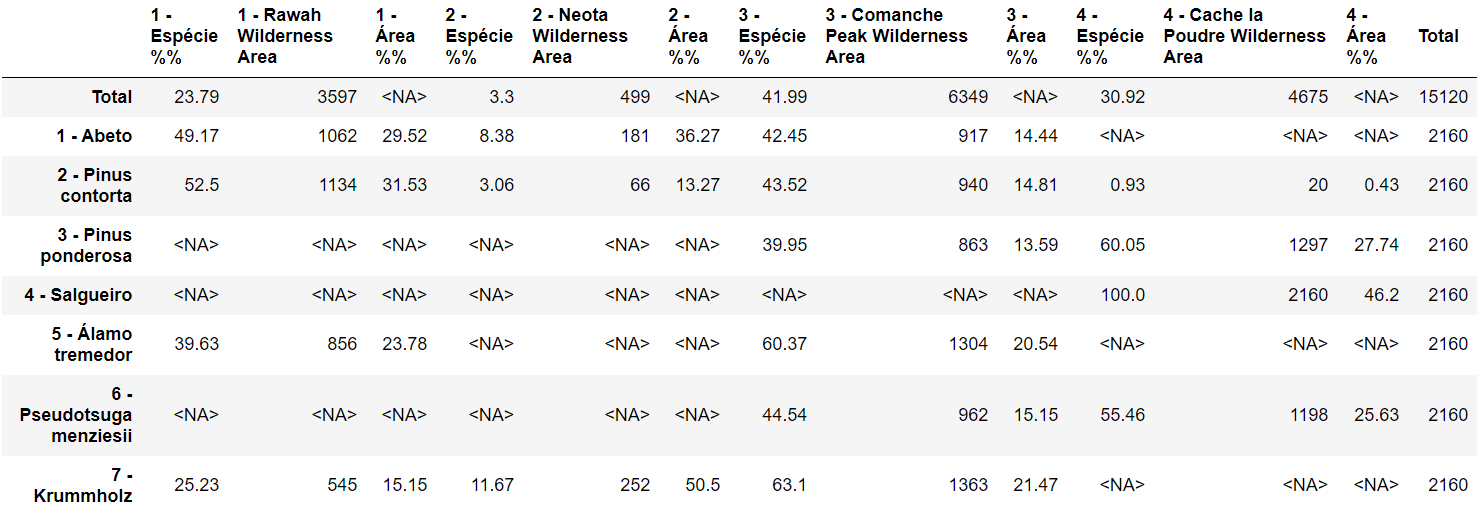 1 - Espécie %% 1 - Rawah Wilderness Area 1 - Área %% 2 - Espécie %% 2 - Neota Wilderness Area 2 - Área %% 3 - Espécie %% 3 - Comanche Peak Wilderness Area 3 - Área %% 4 - Espécie %% 4 - Cache la Poudre Wilderness Area 4 - Área %% Total
Total 23.79 3597 <NA> 3.3 499 <NA> 41.99 6349 <NA> 30.92 4675 <NA> 15120
1 - Abeto 49.17 1062 29.52 8.38 181 36.27 42.45 917 14.44 <NA> <NA> <NA> 2160
2 - Pinus contorta 52.5 1134 31.53 3.06 66 13.27 43.52 940 14.81 0.93 20 0.43 2160
3 - Pinus ponderosa <NA> <NA> <NA> <NA> <NA> <NA> 39.95 863 13.59 60.05 1297 27.74 2160
4 - Salgueiro <NA> <NA> <NA> <NA> <NA> <NA> <NA> <NA> <NA> 100.0 2160 46.2 2160
5 - Álamo tremedor 39.63 856 23.78 <NA> <NA> <NA> 60.37 1304 20.54 <NA> <NA> <NA> 2160
6 - Pseudotsuga menziesii <NA> <NA> <NA> <NA> <NA> <NA> 44.54 962 15.15 55.46 1198 25.63 2160
7 - Krummholz 25.23 545 15.15 11.67 252 50.5 63.1 1363 21.47 <NA> <NA> <NA> 2160